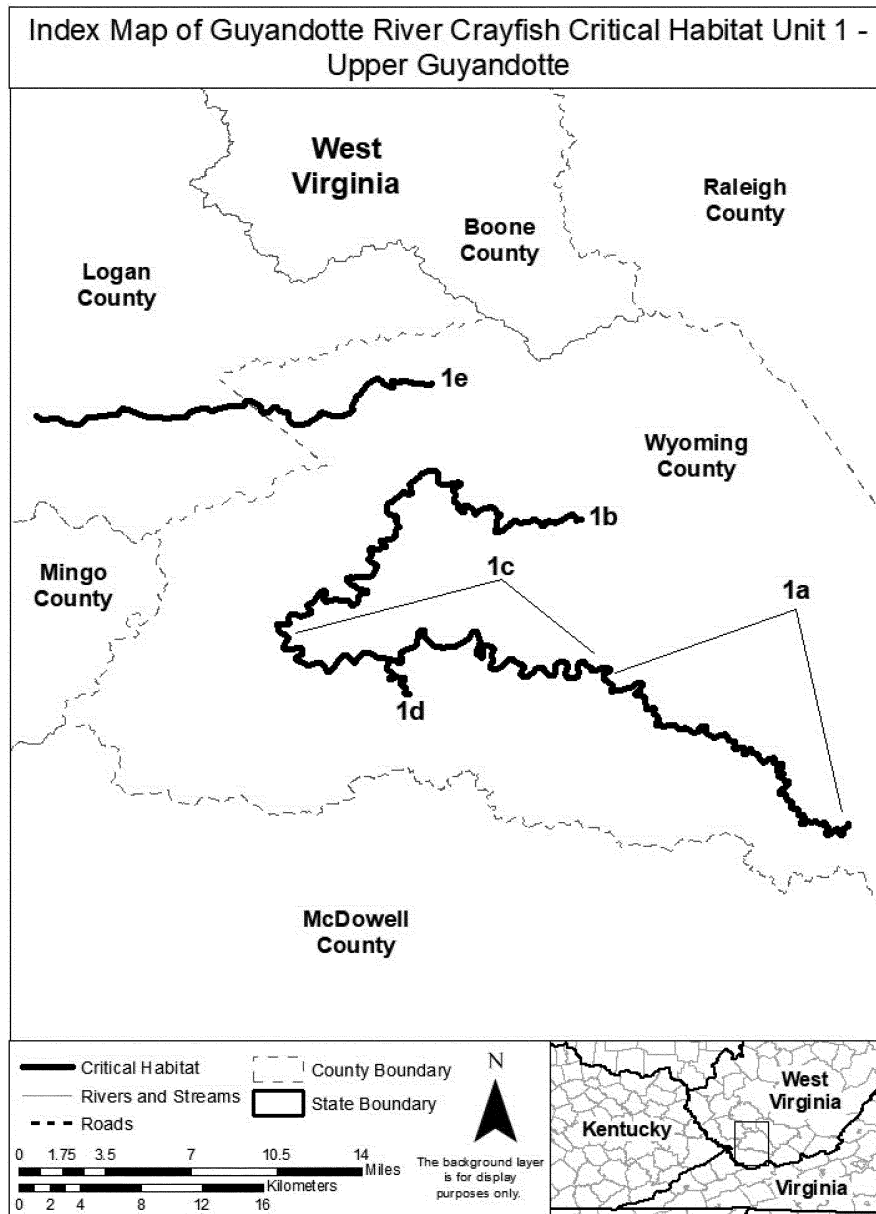 Index Map of Guyandotte River Crayfish Critical Habitat Unit 1 -
Upper Guyandotte
West
Virginia
Raleigh
County
Boone
County
Logan
County
1e
Wyoming
County
1b
Mingo
County
1c
1a
1d
McDowell
County
Critical Habitat
Rivers and Streams
Roads
County Boundary
State Boundary
0 1.75 3.5 7 10.5 14
Miles
Kilometers
0 2 4 8 12 16
N
The background layer
is for display
purposes only.
West
Virginia
Kentucky
Virginia